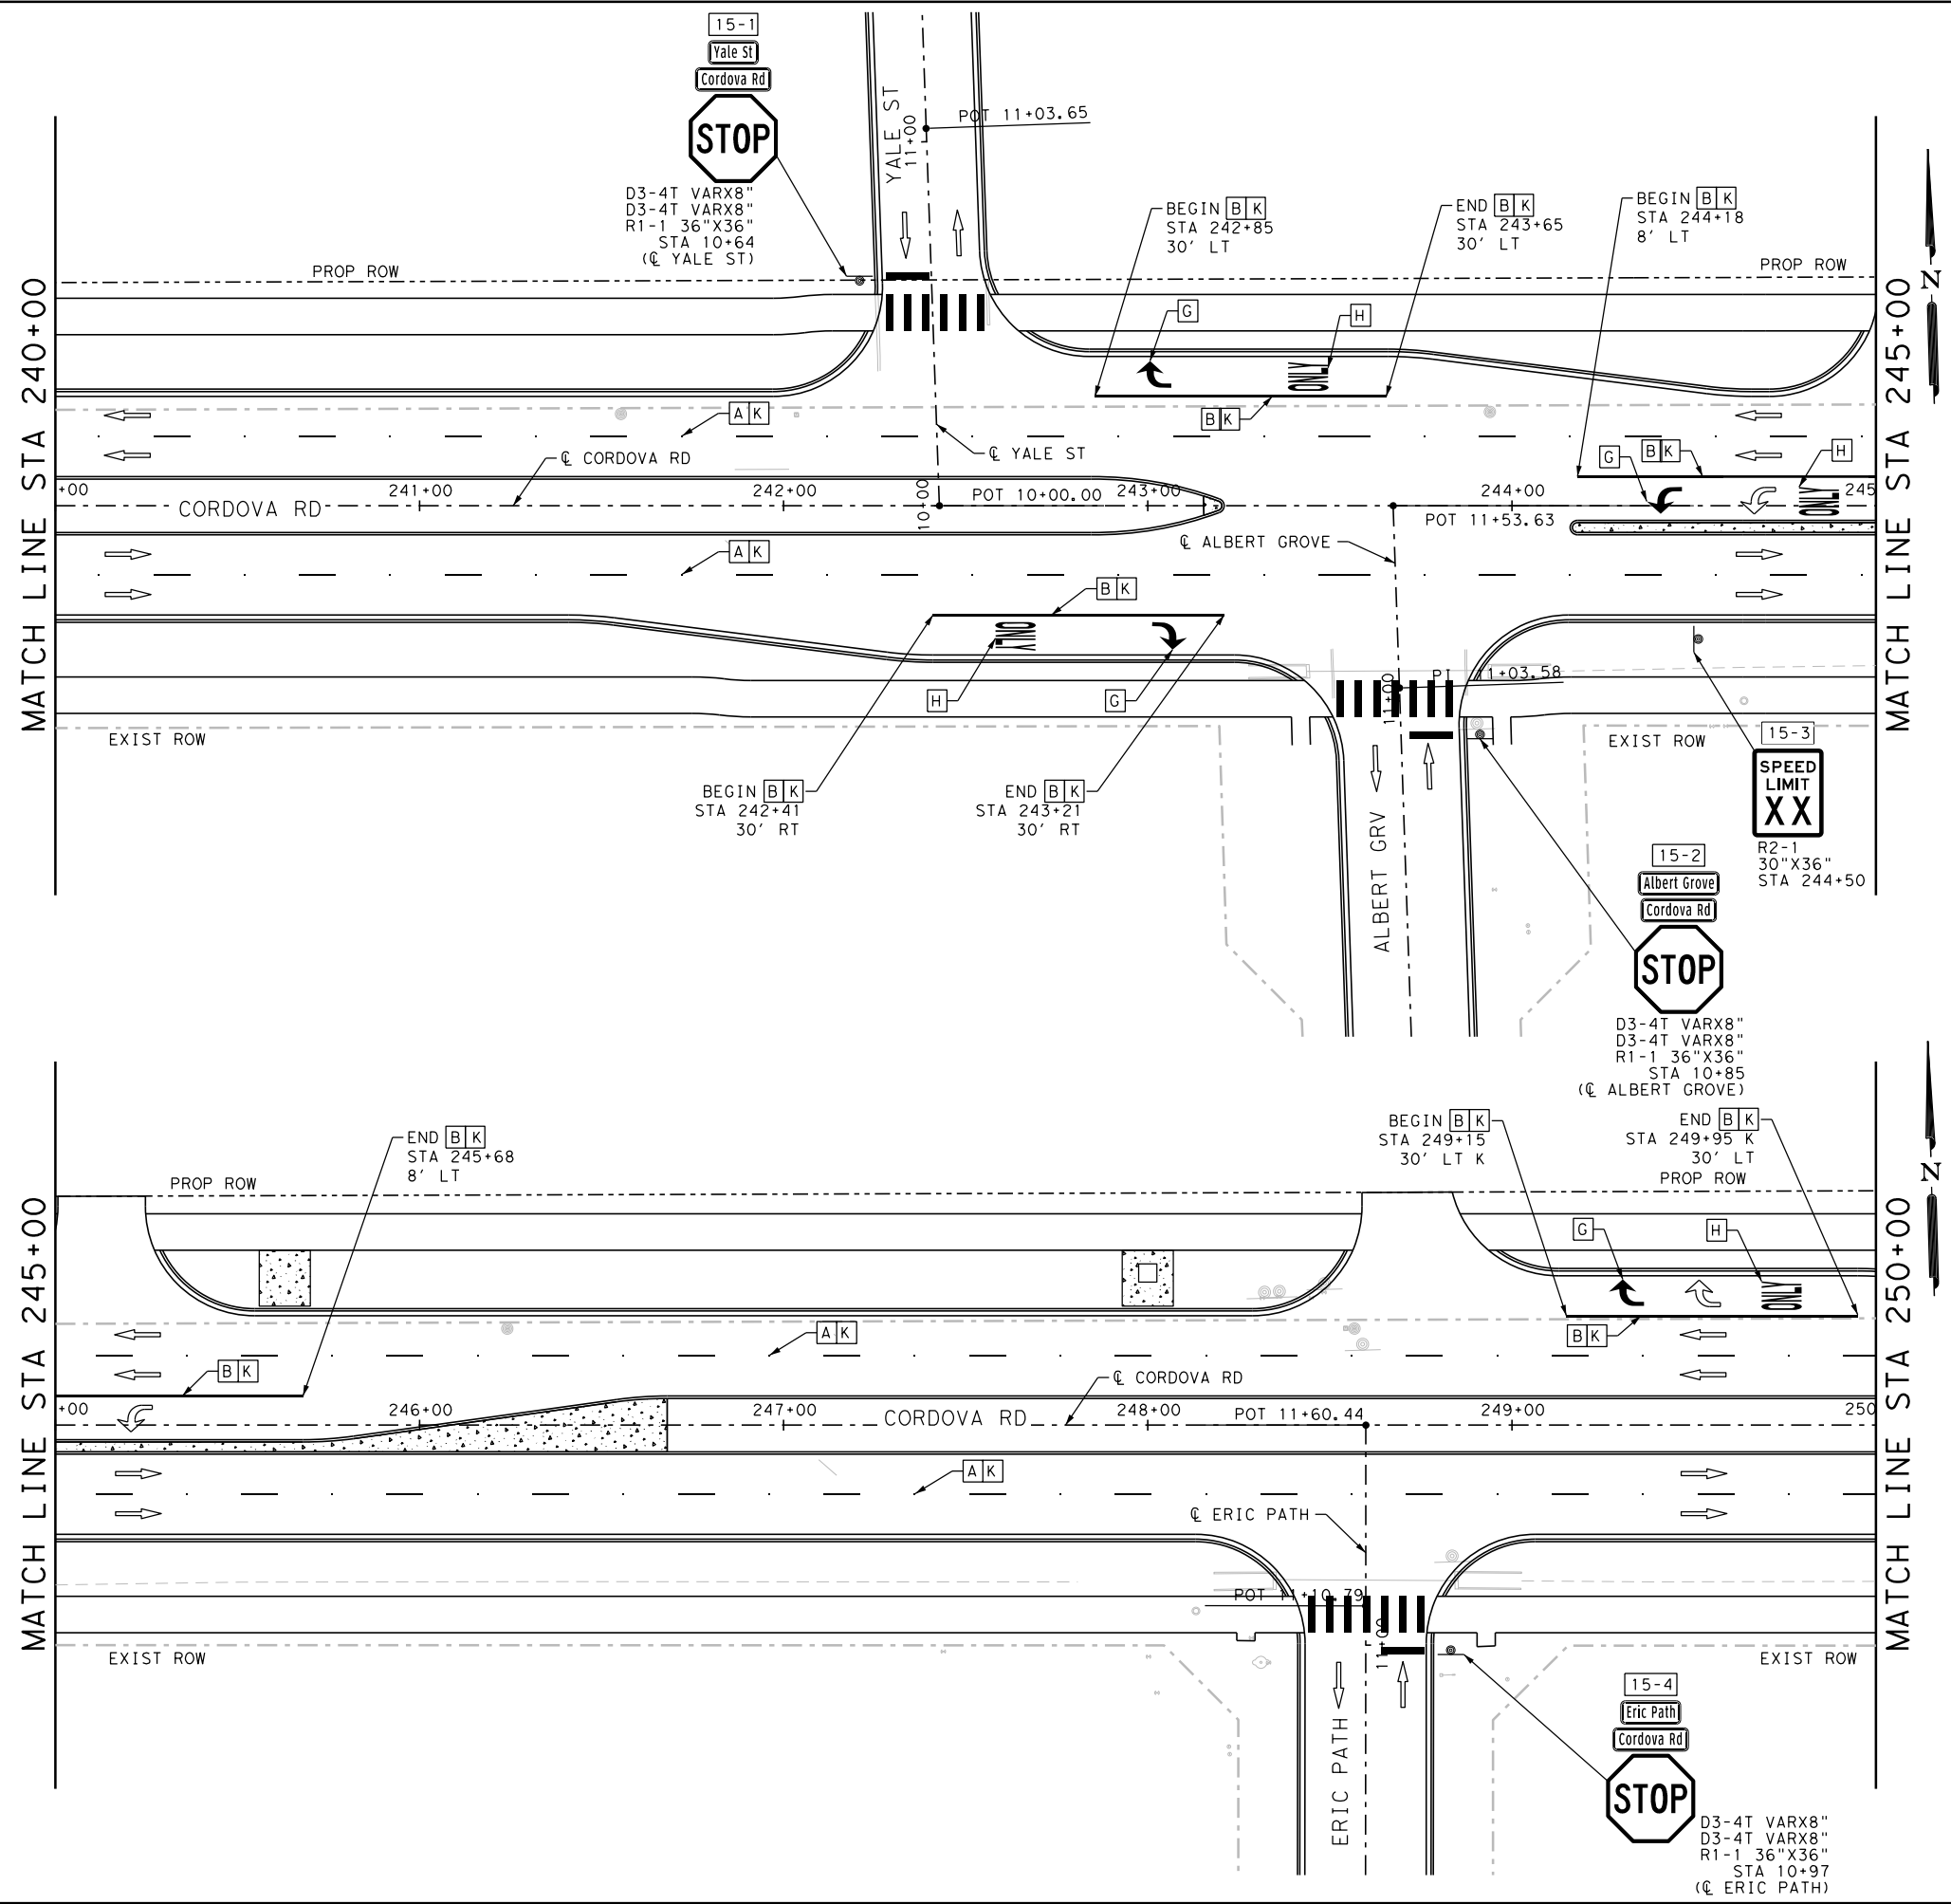 15-1
Yale St
Cordova Rd
STOP
D3-4T VARX8"
D3-4T VARX8"
R1-1 36"X36"
STA 10+64
(℄ YALE ST)
YALE ST
11+00
POT 11+03.65
BEGIN B K
STA 242+85
30' LT
END B K
STA 243+65
30' LT
BEGIN B K
STA 244+18
8' LT
PROP ROW
PROP ROW
N
MATCH LINE STA 240+00
MATCH LINE STA 245+00
G
H
ONLY
A K
B K
℄ YALE ST
℄ CORDOVA RD
G
B K
H
ONLY
+00
241+00
242+00
243+00
244+00
245
CORDOVA RD
10+00
POT 10+00.00
POT 11+53.63
℄ ALBERT GROVE
A K
B K
ONLY
H
G
PI 11+03.58
11+00
EXIST ROW
EXIST ROW
BEGIN B K
STA 242+41
30' RT
END B K
STA 243+21
30' RT
ALBERT GRV
15-3
SPEED
LIMIT
XX
R2-1
30"X36"
STA 244+50
15-2
Albert Grove
Cordova Rd
STOP
D3-4T VARX8"
D3-4T VARX8"
R1-1 36"X36"
STA 10+85
(℄ ALBERT GROVE)
END B K
STA 245+68
8' LT
BEGIN B K
STA 249+15
30' LT K
END B K
STA 249+95 K
30' LT
PROP ROW
PROP ROW
N
MATCH LINE STA 245+00
MATCH LINE STA 250+00
G
H
ONLY
A K
B K
B K
℄ CORDOVA RD
+00
246+00
247+00
CORDOVA RD
248+00
POT 11+60.44
249+00
250
A K
℄ ERIC PATH
POT 11+10.79
11+00
EXIST ROW
EXIST ROW
ERIC PATH
15-4
Eric Path
Cordova Rd
STOP
D3-4T VARX8"
D3-4T VARX8"
R1-1 36"X36"
STA 10+97
(℄ ERIC PATH)